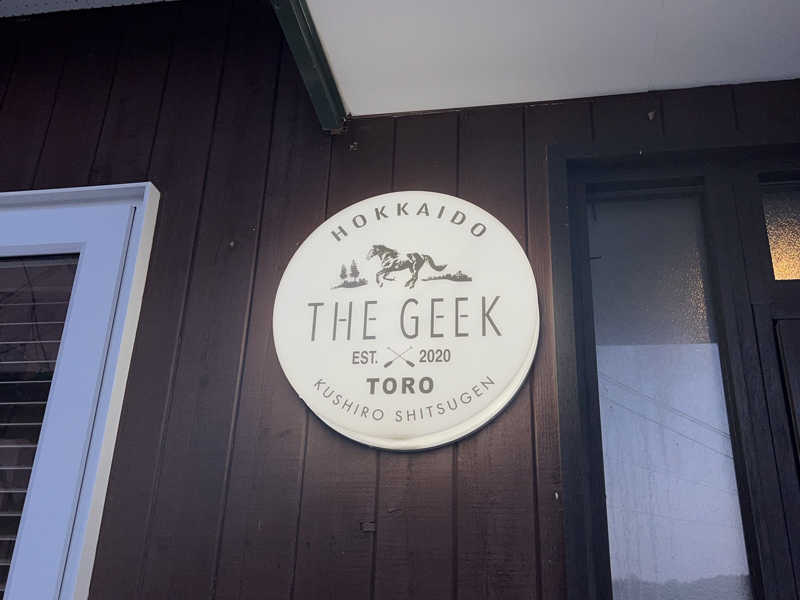 HOKKAIDO
THE GEEK
EST. 2020
TORO
KUSHIRO SHITSUGEN